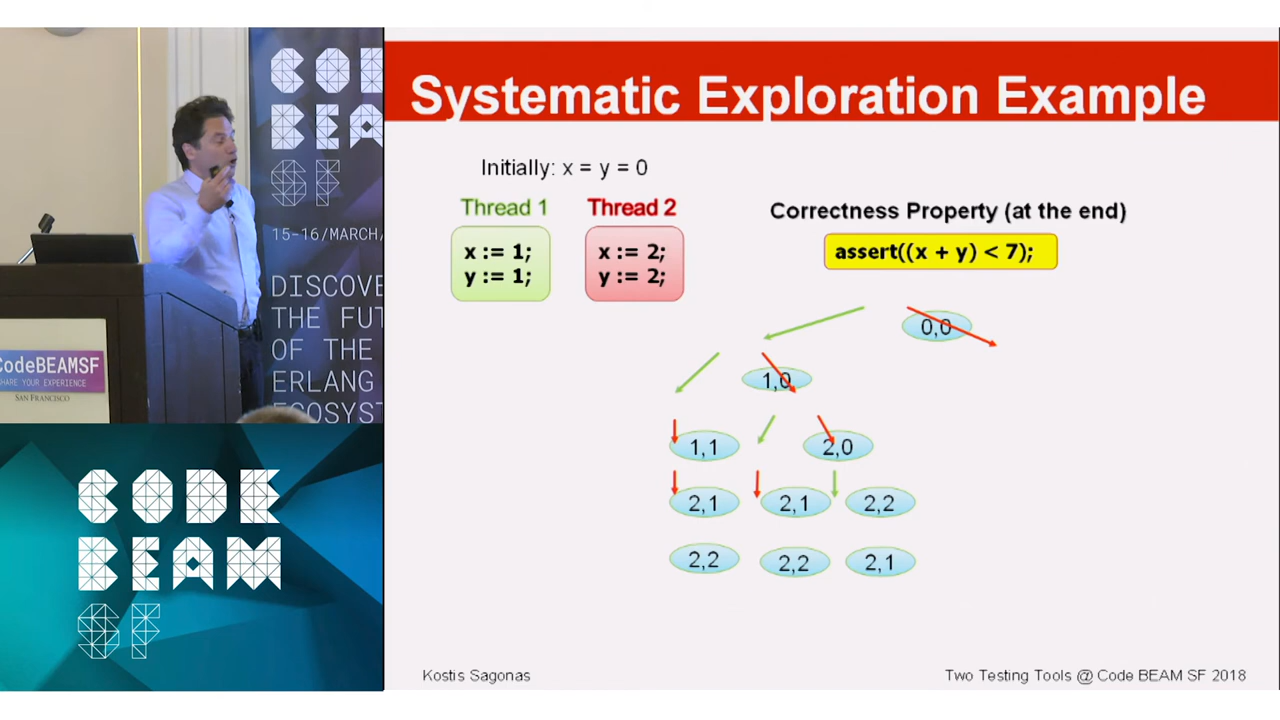 COD
BEA
SF
15-16/MARCH/
DISCOVE
THE FUT
OF THE
ERLANG
ECOSYST
CodeBEAMSF
SHARE YOUR EXPERIENCE
SAN FRANCISCO
CODE
BEAM
SF
Systematic Exploration Example
Initially: x = y = 0
Thread 1
x := 1;
y := 1;
Thread 2
x := 2;
y := 2;
Correctness Property (at the end)
assert((x + y) < 7);
0,0
1,0
1,1
2,0
2,1
2,1
2,2
2,2
2,2
2,1
Kostis Sagonas
Two Testing Tools @ Code BEAM SF 2018